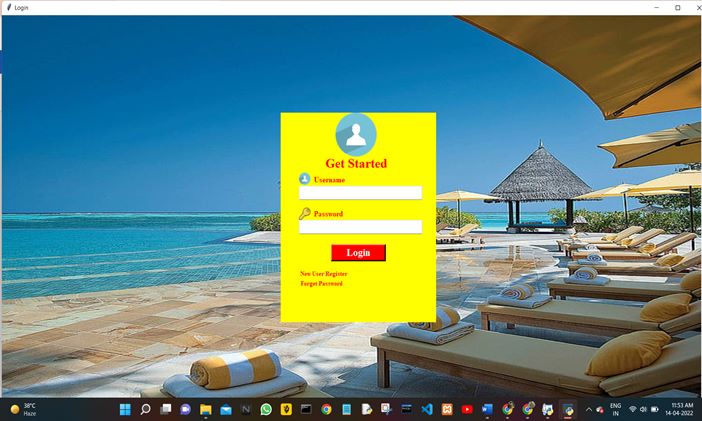 Login
Get Started
Username
Password
Login
New User Register
Forget Password
38°C
Haze
ENG
IN
11:53 AM
14-04-2022